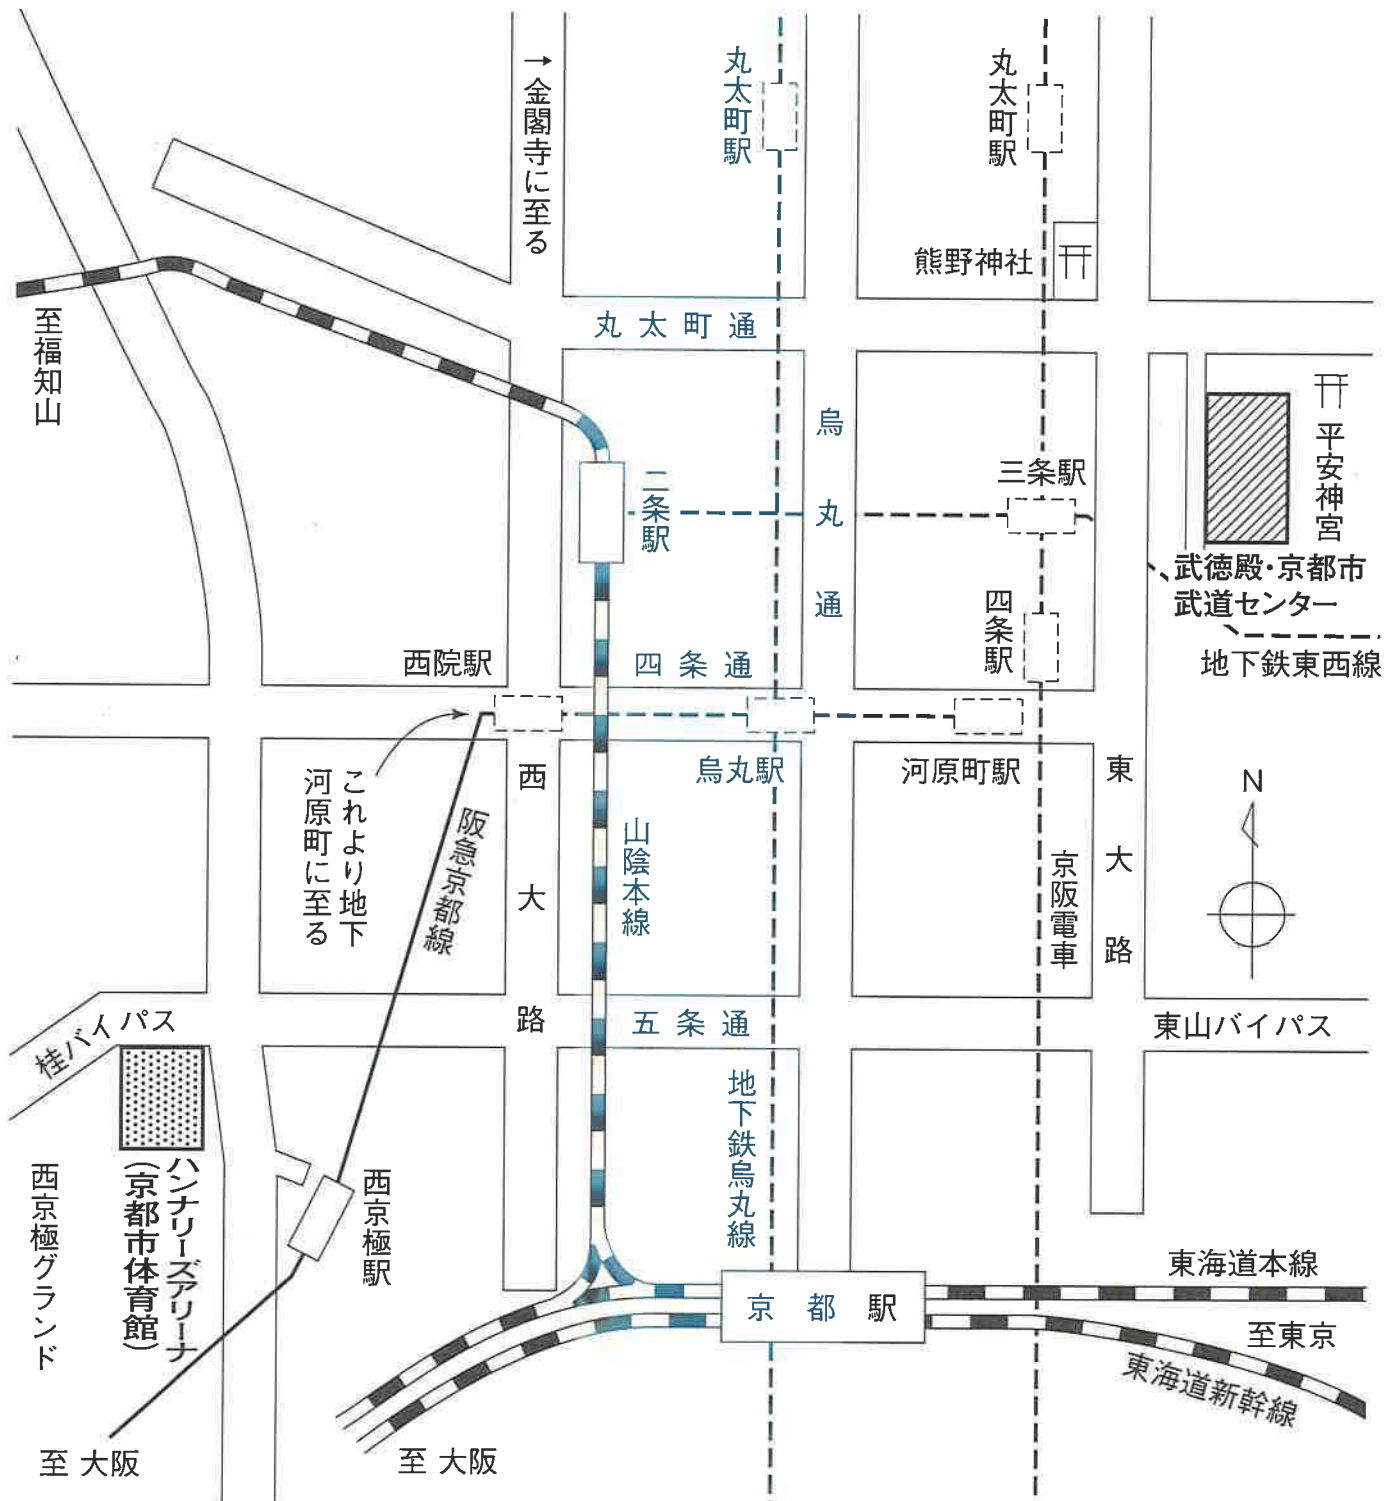 →金閣寺に至る
丸太町駅
丸太町駅
熊野神社
至福知山
丸太町通
烏丸通
平安神宮
二条駅
三条駅
武徳殿・京都市
武道センター
四条駅
地下鉄東西線
西院駅
四条通
烏丸駅
河原町駅
これより地下
河原町に至る
阪急京都線
西大路
山陰本線
京阪電車
東大路
N
桂バイパス
五条通
東山バイパス
地下鉄烏丸線
西京極グランド
ハンナリーズアリーナ
(京都市体育館)
西京極駅
京都駅
東海道本線
至東京
東海道新幹線
至 大阪
至 大阪